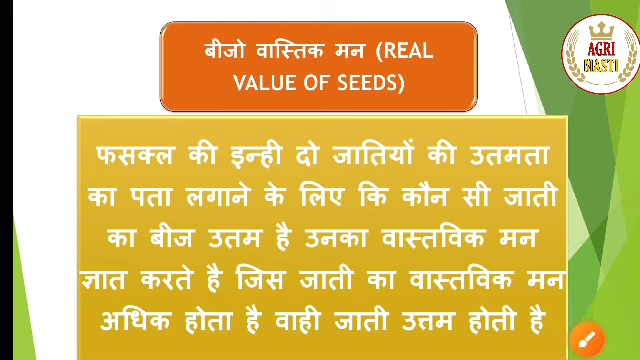 बीजो वास्तिक मन (REAL
VALUE OF SEEDS)
AGRI
MASTI
फसक्ल की इन्ही दो जातियों की उतमता
का पता लगाने के लिए कि कौन सी जाती
का बीज उतम है उनका वास्तविक मन
ज्ञात करते है जिस जाती का वास्तविक मन
अधिक होता है वाही जाती उत्तम होती है